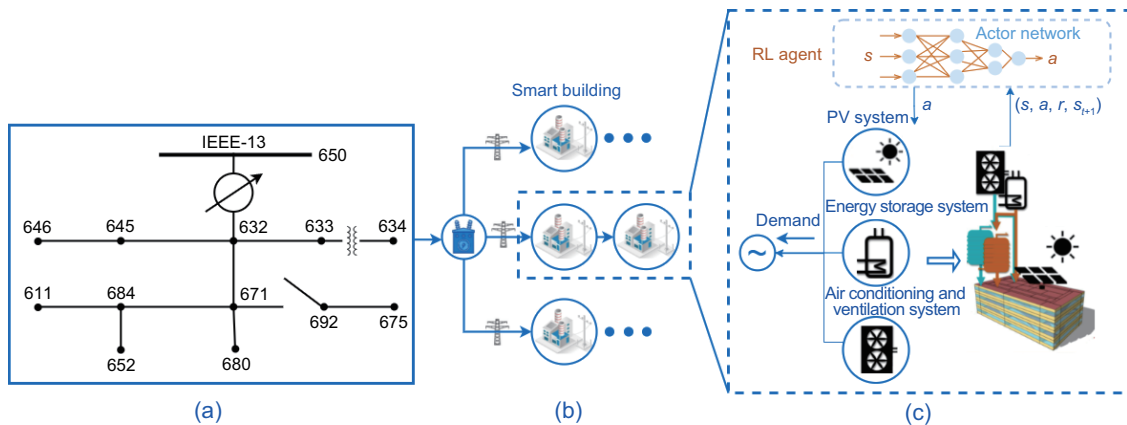 IEEE-13
650
646
645
632
633
634
611
684
671
692
675
652
680
(a)
Smart building
(b)
RL agent
Actor network
s
a
a
(s, a, r, s_{t+1})
PV system
Energy storage system
Demand
~
Air conditioning and
ventilation system
(c)